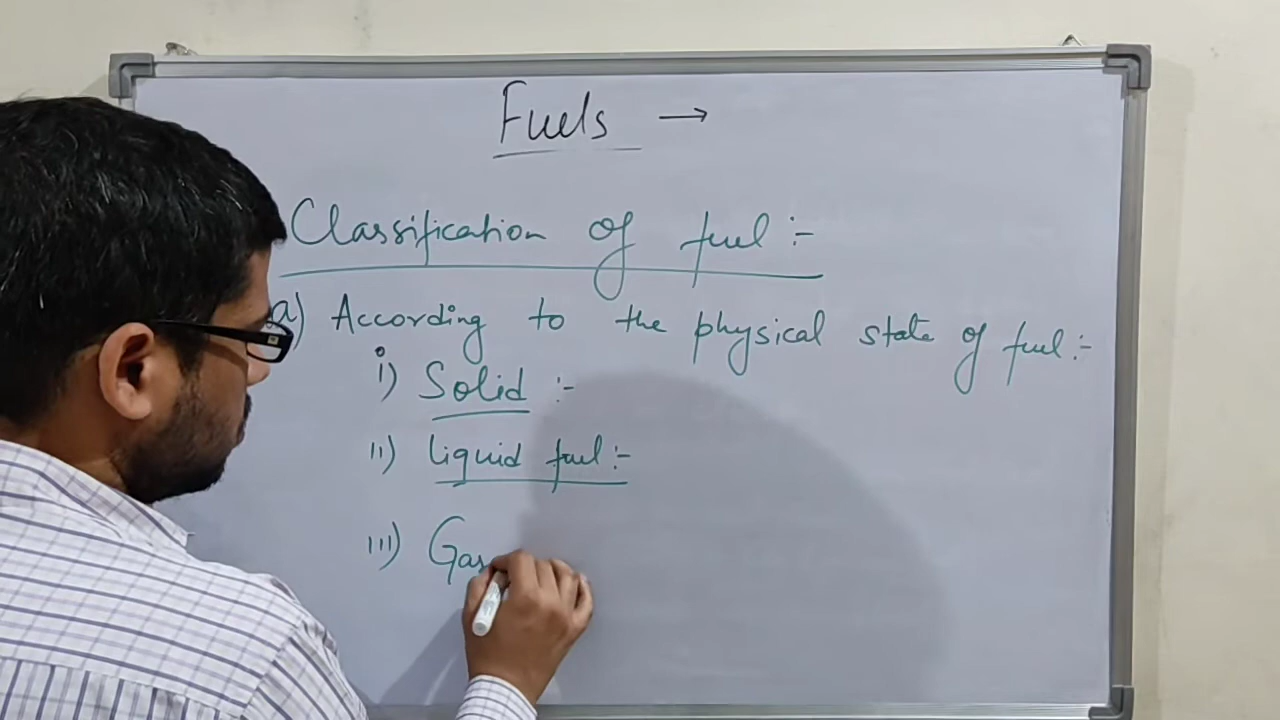 Fuels →
Classification of fuel :-
a) According to the physical state of fuel :-
i) Solid :-
ii) liquid fuel :-
iii) Gas